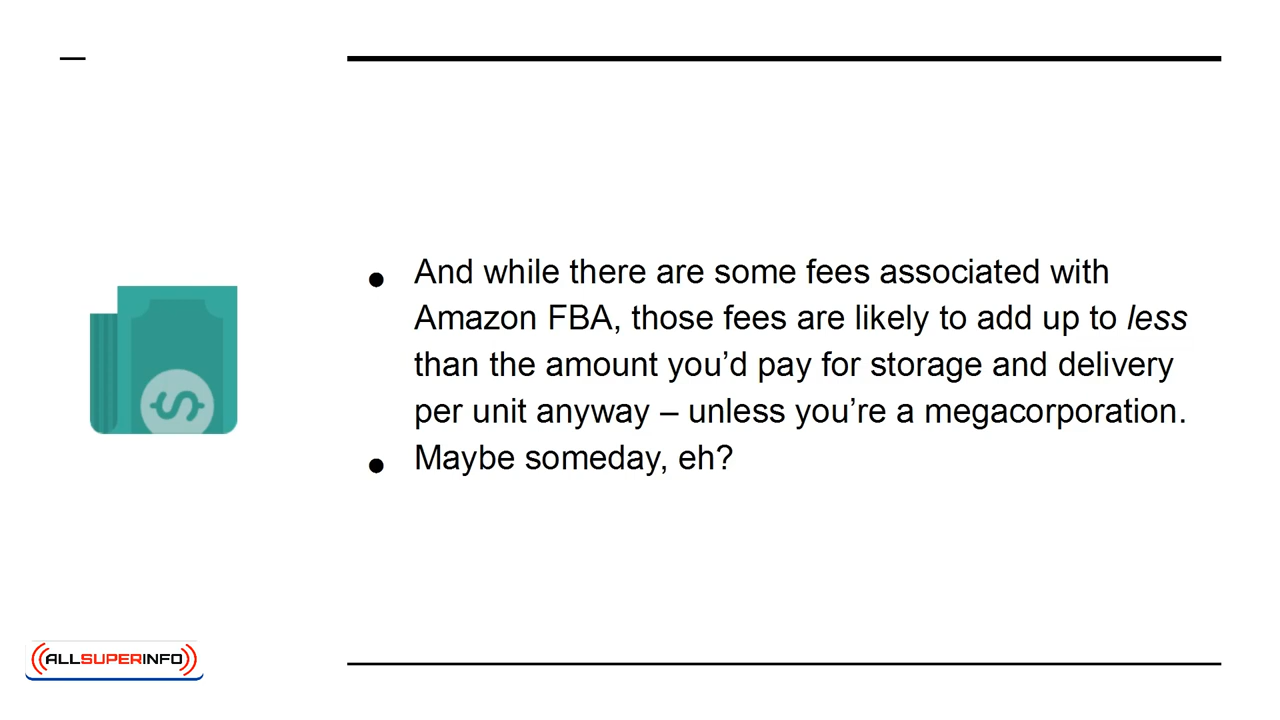 • And while there are some fees associated with
Amazon FBA, those fees are likely to add up to less
than the amount you’d pay for storage and delivery
per unit anyway – unless you’re a megacorporation.
• Maybe someday, eh?
ALLSUPERINFO